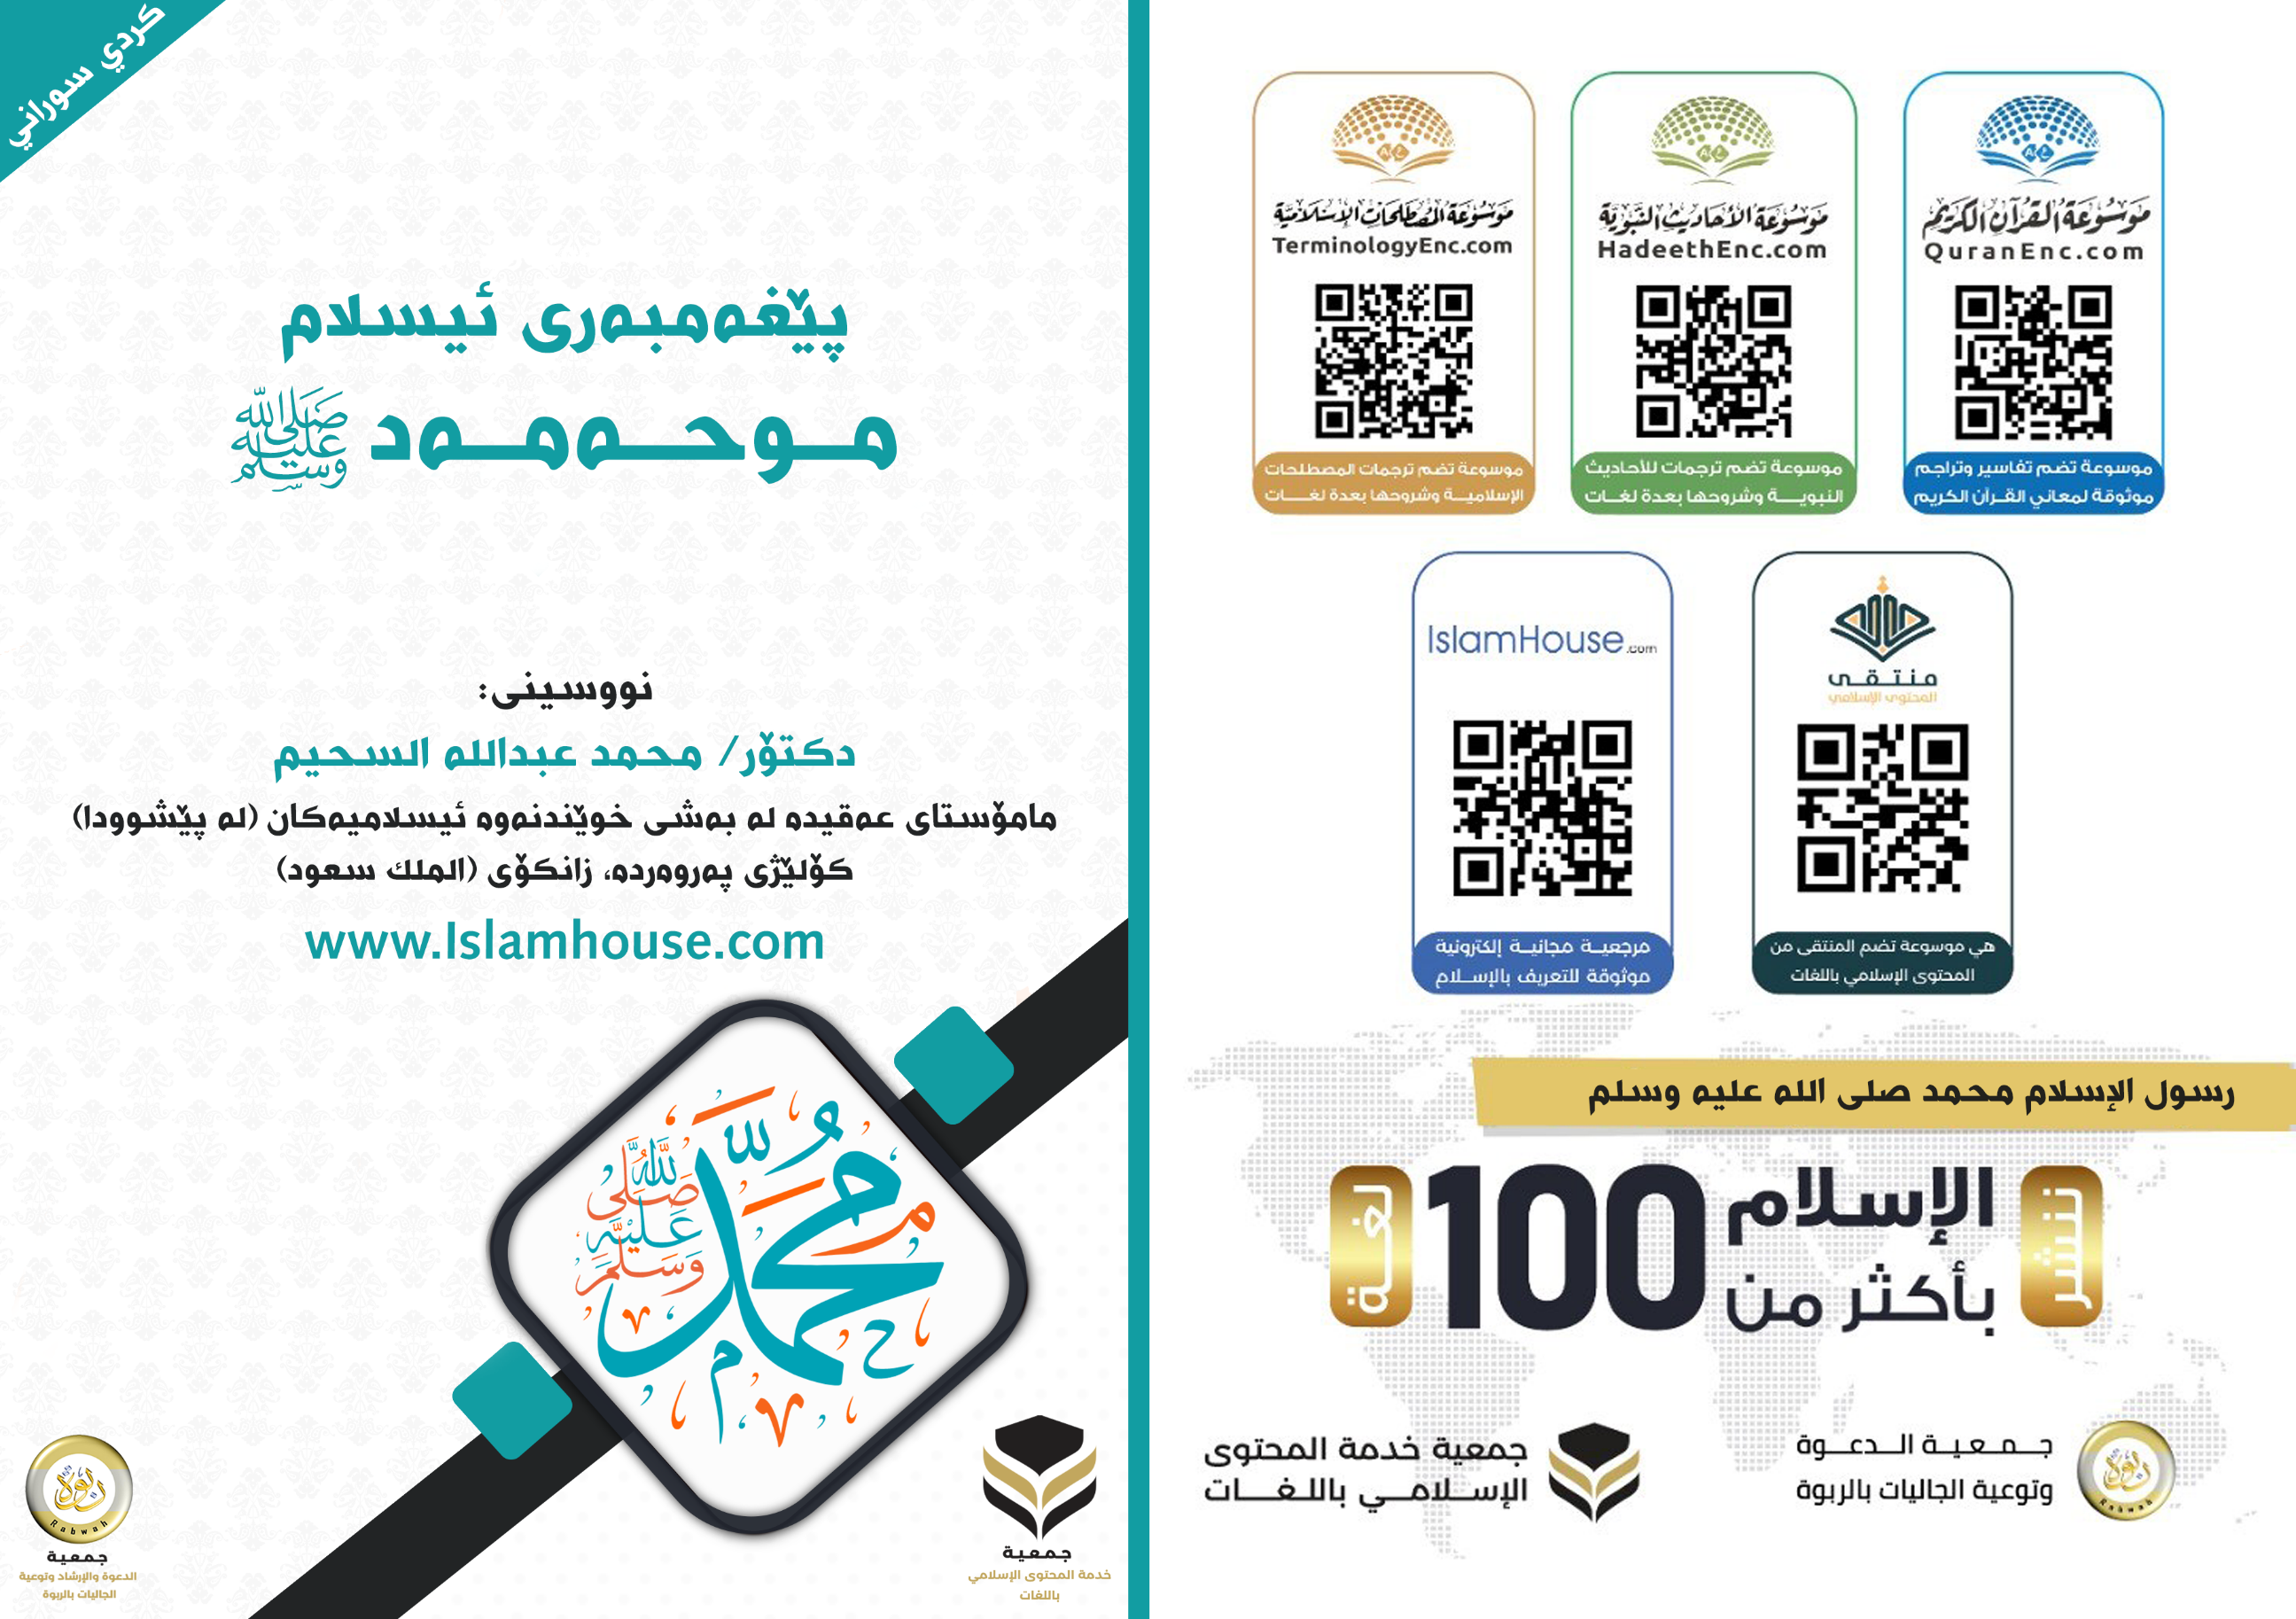 كردي سوراني
پێغەمبەری ئیسلام
موحەمەد ﷺ
نووسینی:
دکتۆر/ محمد عبدالله السحیم
مامۆستای عەقیدە لە بەشی خوێندنەوە ئیسلامیەکان (لە پێشوودا)
کۆلێژی پەروەردە، زانکۆی (الملك سعود)
www.Islamhouse.com
محمد
صلى الله عليه وسلم
Rabwah
جمعية
الدعوة والإرشاد وتوعية
الجاليات بالربوة
جمعية
خدمة المحتوى الإسلامي
باللغات
موسوعة القرآن الكريم
QuranEnc.com
موسوعة تضم تفاسير وتراجم
موثوقة لمعاني القرآن الكريم
موسوعة الأحاديث النبوية
HadeethEnc.com
موسوعة تضم ترجمات للأحاديث
النبوية وشروحها بعدة لغات
موسوعة المصطلحات الإسلامية
TerminologyEnc.com
موسوعة تضم ترجمات المصطلحات
الإسلامية وشروحها بعدة لغات
منتقى
المحتوى الإسلامي
هي موسوعة تضم المنتقى من
المحتوى الإسلامي باللغات
IslamHouse.com
مرجعية مجانية إلكترونية
موثوقة للتعريف بالإسلام
رسول الإسلام محمد صلى الله عليه وسلم
ننشر
الإسلام
بأكثر من
100
لغة
جمعية الدعوة
وتوعية الجاليات بالربوة
Rabwah
جمعية خدمة المحتوى
الإسلامي باللغات